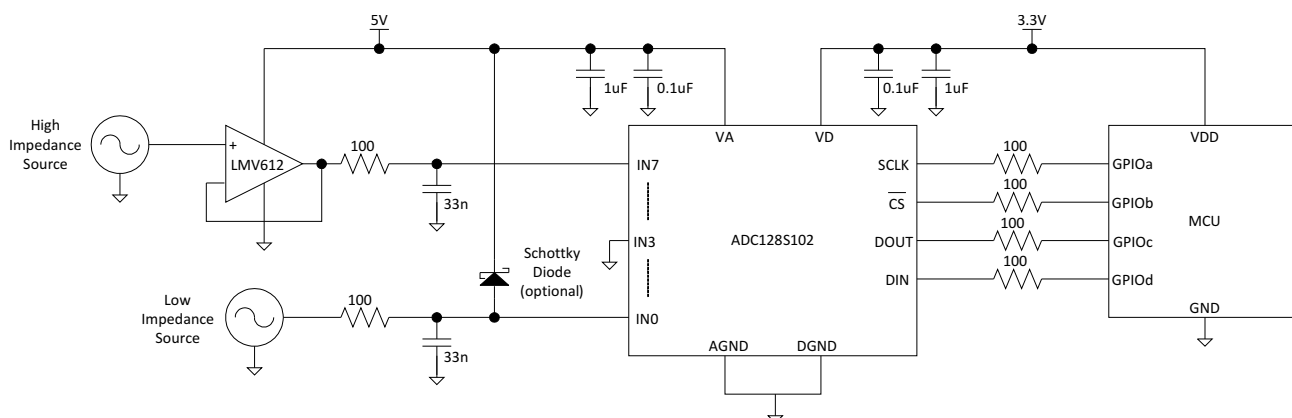 5V
3.3V
1uF
0.1uF
0.1uF
1uF
High
Impedance
Source
+
LMV612
-
100
33n
VA
VD
VDD
IN7
SCLK
100
GPIOa
CS
100
GPIOb
IN3
ADC128S102
DOUT
100
GPIOc
MCU
DIN
100
GPIOd
Schottky
Diode
(optional)
Low
Impedance
Source
100
33n
IN0
AGND
DGND
GND